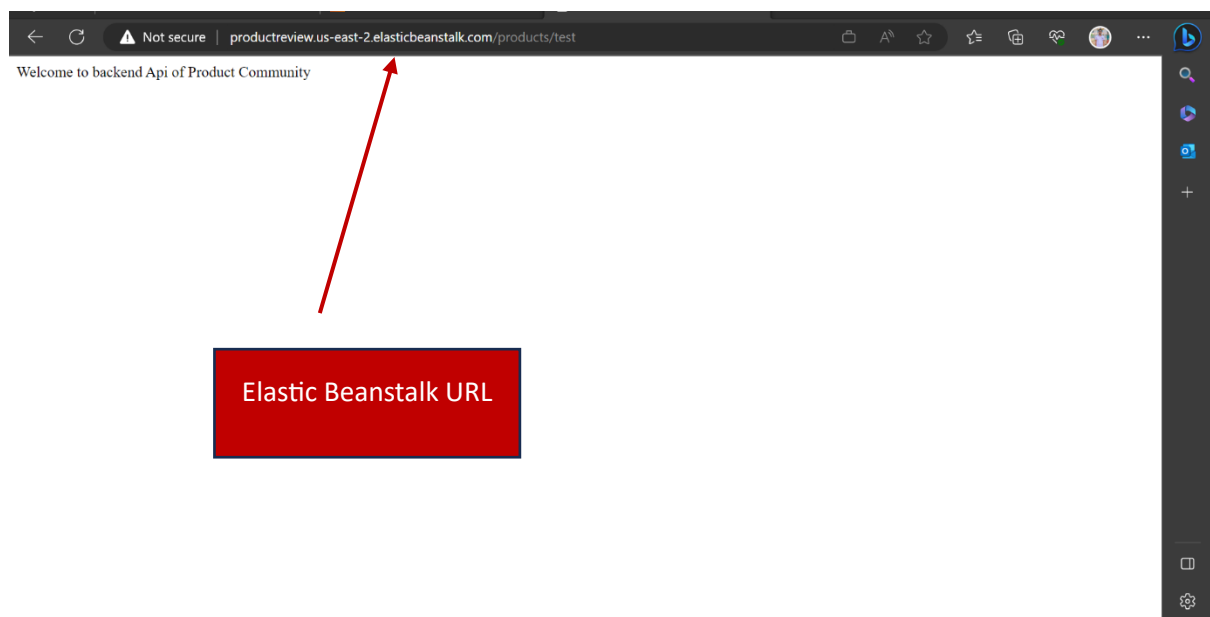 Not secure | productreview.us-east-2.elasticbeanstalk.com/products/test
Welcome to backend Api of Product Community
Elastic Beanstalk URL